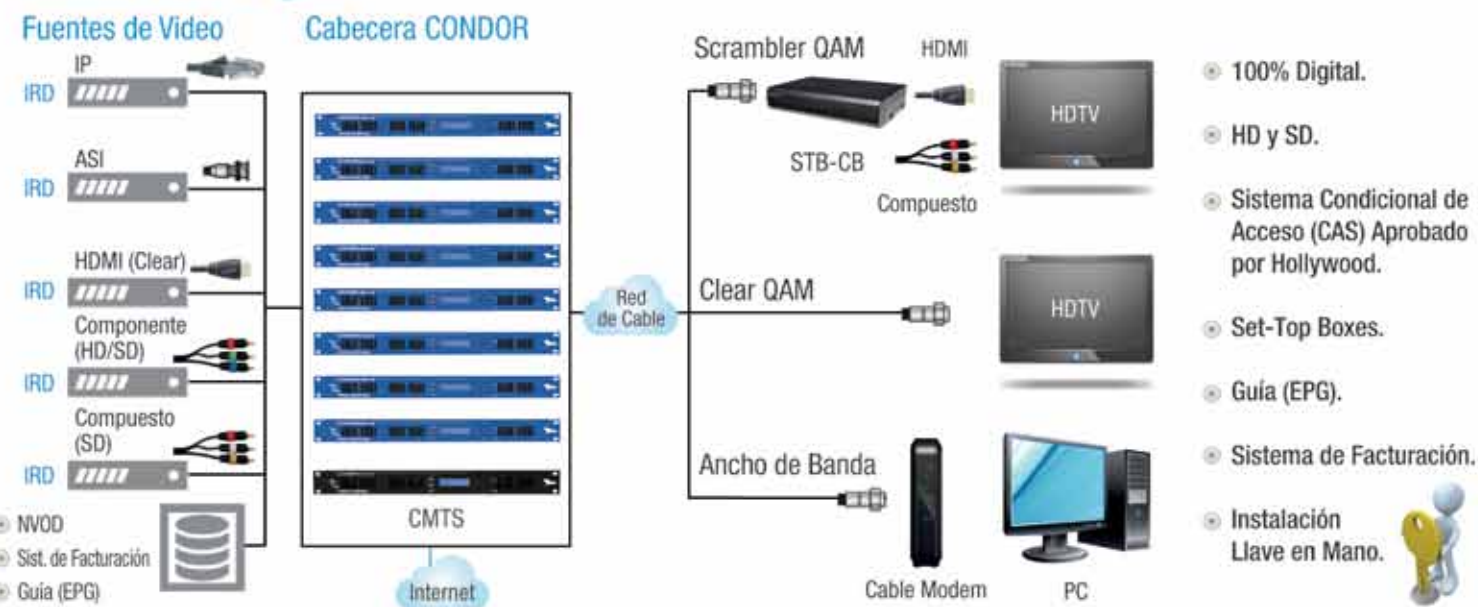 Fuentes de Video
Cabecera CONDOR
IP
IRD
ASI
IRD
HDMI (Clear)
IRD
Componente
(HD/SD)
IRD
Compuesto
(SD)
IRD
NVOD
Sist. de Facturación
Guía (EPG)
CMTS
Internet
Red
de Cable
Scrambler QAM
HDMI
HDTV
STB-CB
Compuesto
Clear QAM
HDTV
Ancho de Banda
Cable Modem
PC
100% Digital.
HD y SD.
Sistema Condicional de
Acceso (CAS) Aprobado
por Hollywood.
Set-Top Boxes.
Guía (EPG).
Sistema de Facturación.
Instalación
Llave en Mano.